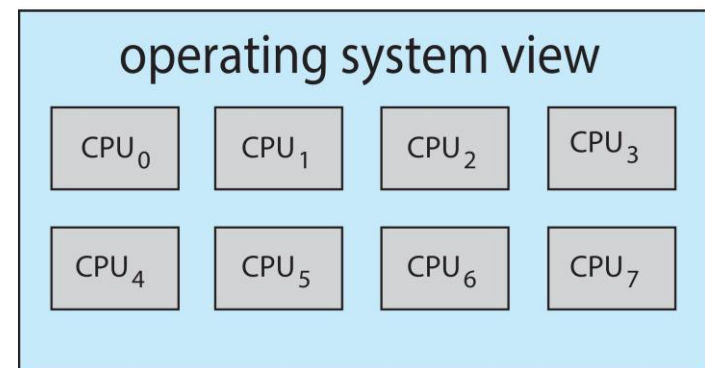 operating system view
CPU₀ CPU₁ CPU₂ CPU₃
CPU₄ CPU₅ CPU₆ CPU₇